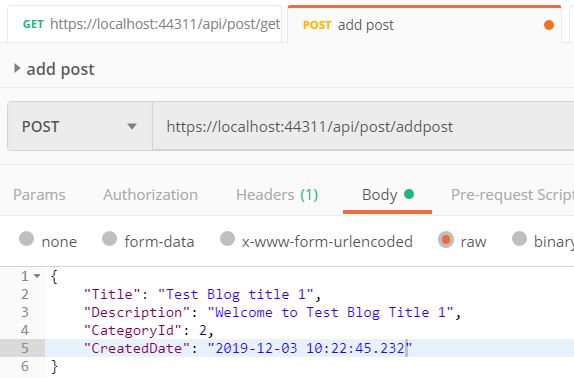 GET https://localhost:44311/api/post/get
POST add post
add post
POST https://localhost:44311/api/post/addpost
Params Authorization Headers (1) Body Pre-request Script
none form-data x-www-form-urlencoded raw binary
1 {
2 "Title": "Test Blog title 1",
3 "Description": "Welcome to Test Blog Title 1",
4 "CategoryId": 2,
5 "CreatedDate": "2019-12-03 10:22:45.232"
6 }